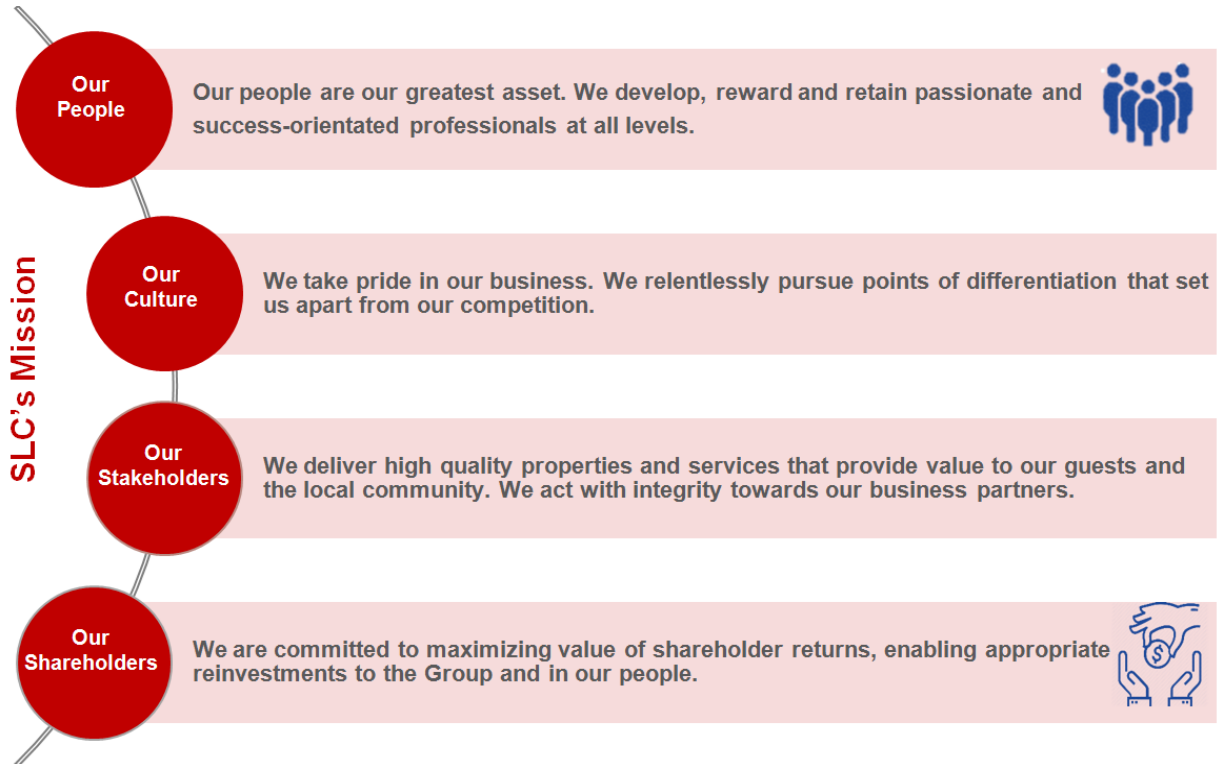 SLC's Mission
Our
People
Our people are our greatest asset. We develop, reward and retain passionate and
success-orientated professionals at all levels.
Our
Culture
We take pride in our business. We relentlessly pursue points of differentiation that set
us apart from our competition.
Our
Stakeholders
We deliver high quality properties and services that provide value to our guests and
the local community. We act with integrity towards our business partners.
Our
Shareholders
We are committed to maximizing value of shareholder returns, enabling appropriate
reinvestments to the Group and in our people.
$